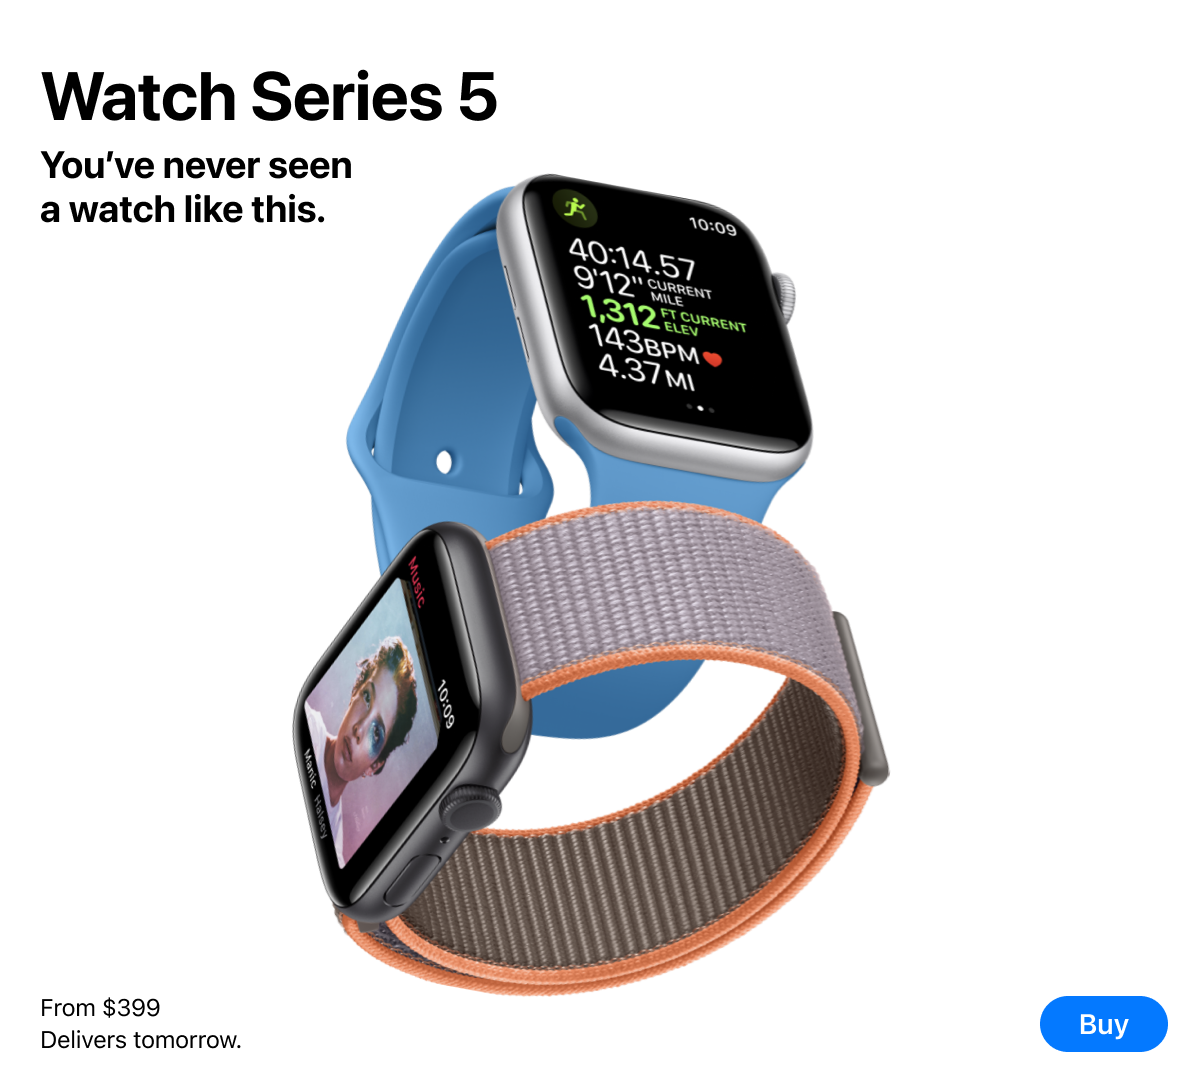 Watch Series 5
You’ve never seen
a watch like this.
10:09
40:14.57
9'12" CURRENT
MILE
1,312 FT CURRENT
ELEV
143BPM
4.37MI
Music
10:09
Manic Halsey
From $399
Delivers tomorrow.
Buy